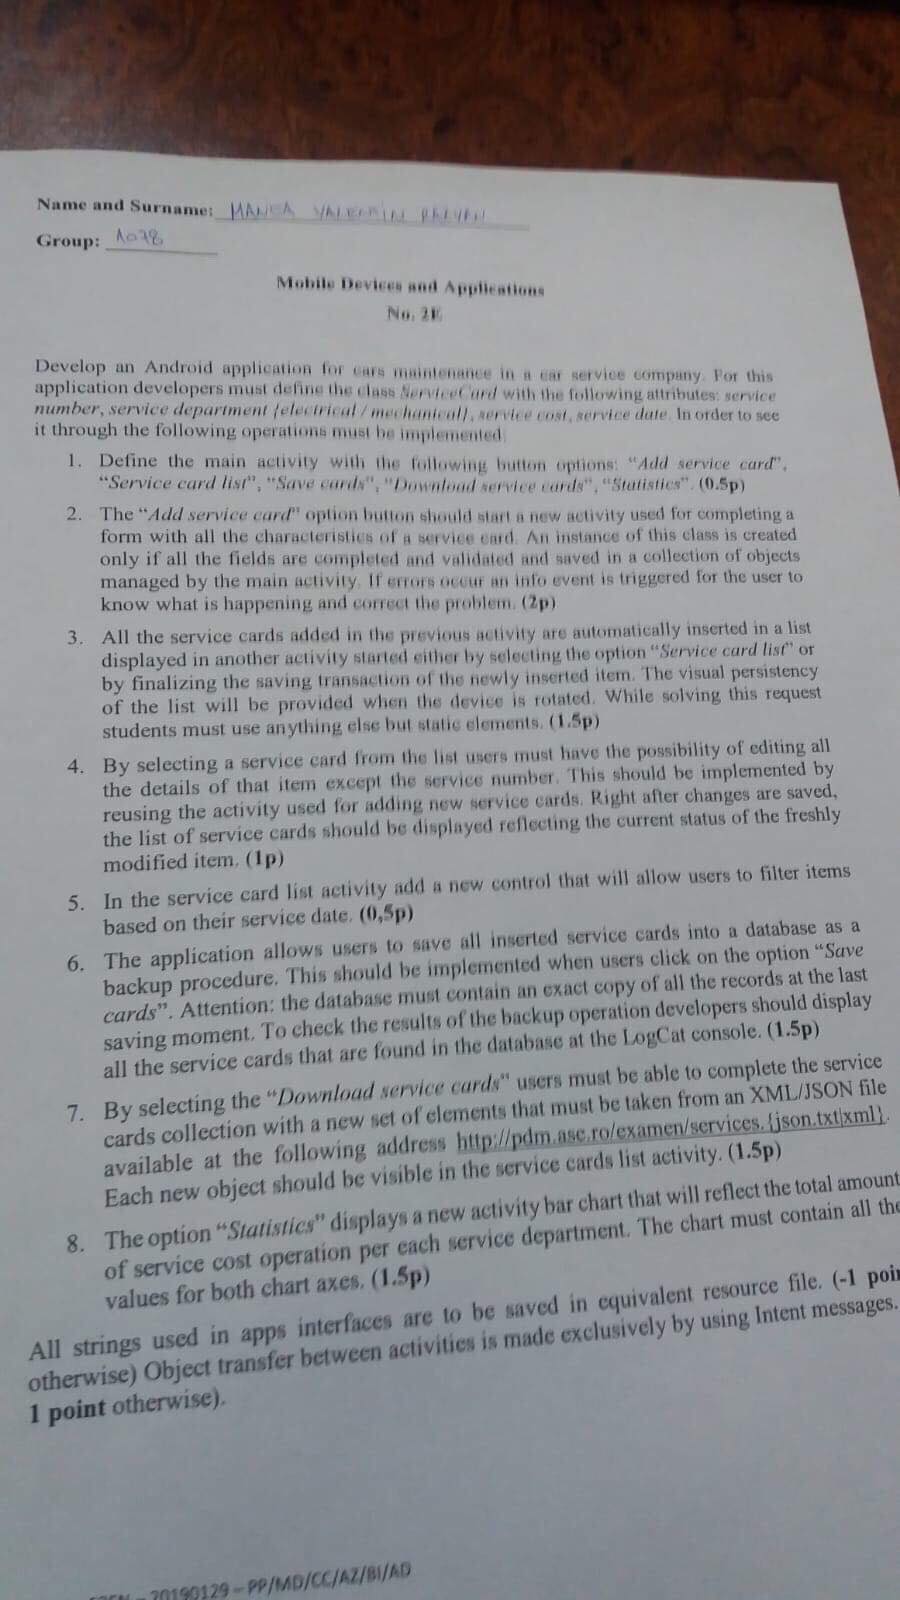 Name and Surname: MANEA VALENTIN RAZVAN
Group: 1078
Mobile Devices and Applications
No. 2E
Develop an Android application for cars maintenance in a car service company. For this
application developers must define the class ServiceCard with the following attributes: service
number, service department {electrical / mechanical}, service cost, service date. In order to see
it through the following operations must be implemented:
1. Define the main activity with the following button options: "Add service card",
"Service card list", "Save cards", "Download service cards", "Statistics". (0.5p)
2. The "Add service card" option button should start a new activity used for completing a
form with all the characteristics of a service card. An instance of this class is created
only if all the fields are completed and validated and saved in a collection of objects
managed by the main activity. If errors occur an info event is triggered for the user to
know what is happening and correct the problem. (2p)
3. All the service cards added in the previous activity are automatically inserted in a list
displayed in another activity started either by selecting the option "Service card list" or
by finalizing the saving transaction of the newly inserted item. The visual persistency
of the list will be provided when the device is rotated. While solving this request
students must use anything else but static elements. (1.5p)
4. By selecting a service card from the list users must have the possibility of editing all
the details of that item except the service number. This should be implemented by
reusing the activity used for adding new service cards. Right after changes are saved,
the list of service cards should be displayed reflecting the current status of the freshly
modified item. (1p)
5. In the service card list activity add a new control that will allow users to filter items
based on their service date. (0,5p)
6. The application allows users to save all inserted service cards into a database as a
backup procedure. This should be implemented when users click on the option "Save
cards". Attention: the database must contain an exact copy of all the records at the last
saving moment. To check the results of the backup operation developers should display
all the service cards that are found in the database at the LogCat console. (1.5p)
7. By selecting the "Download service cards" users must be able to complete the service
cards collection with a new set of elements that must be taken from an XML/JSON file
available at the following address http://pdm.ase.ro/examen/services.{json.txt|xml}.
Each new object should be visible in the service cards list activity. (1.5p)
8. The option "Statistics" displays a new activity bar chart that will reflect the total amount
of service cost operation per each service department. The chart must contain all the
values for both chart axes. (1.5p)
All strings used in apps interfaces are to be saved in equivalent resource file. (-1 poin
otherwise) Object transfer between activities is made exclusively by using Intent messages.
1 point otherwise).
– 20190129 – PP/MD/CC/AZ/BI/AD